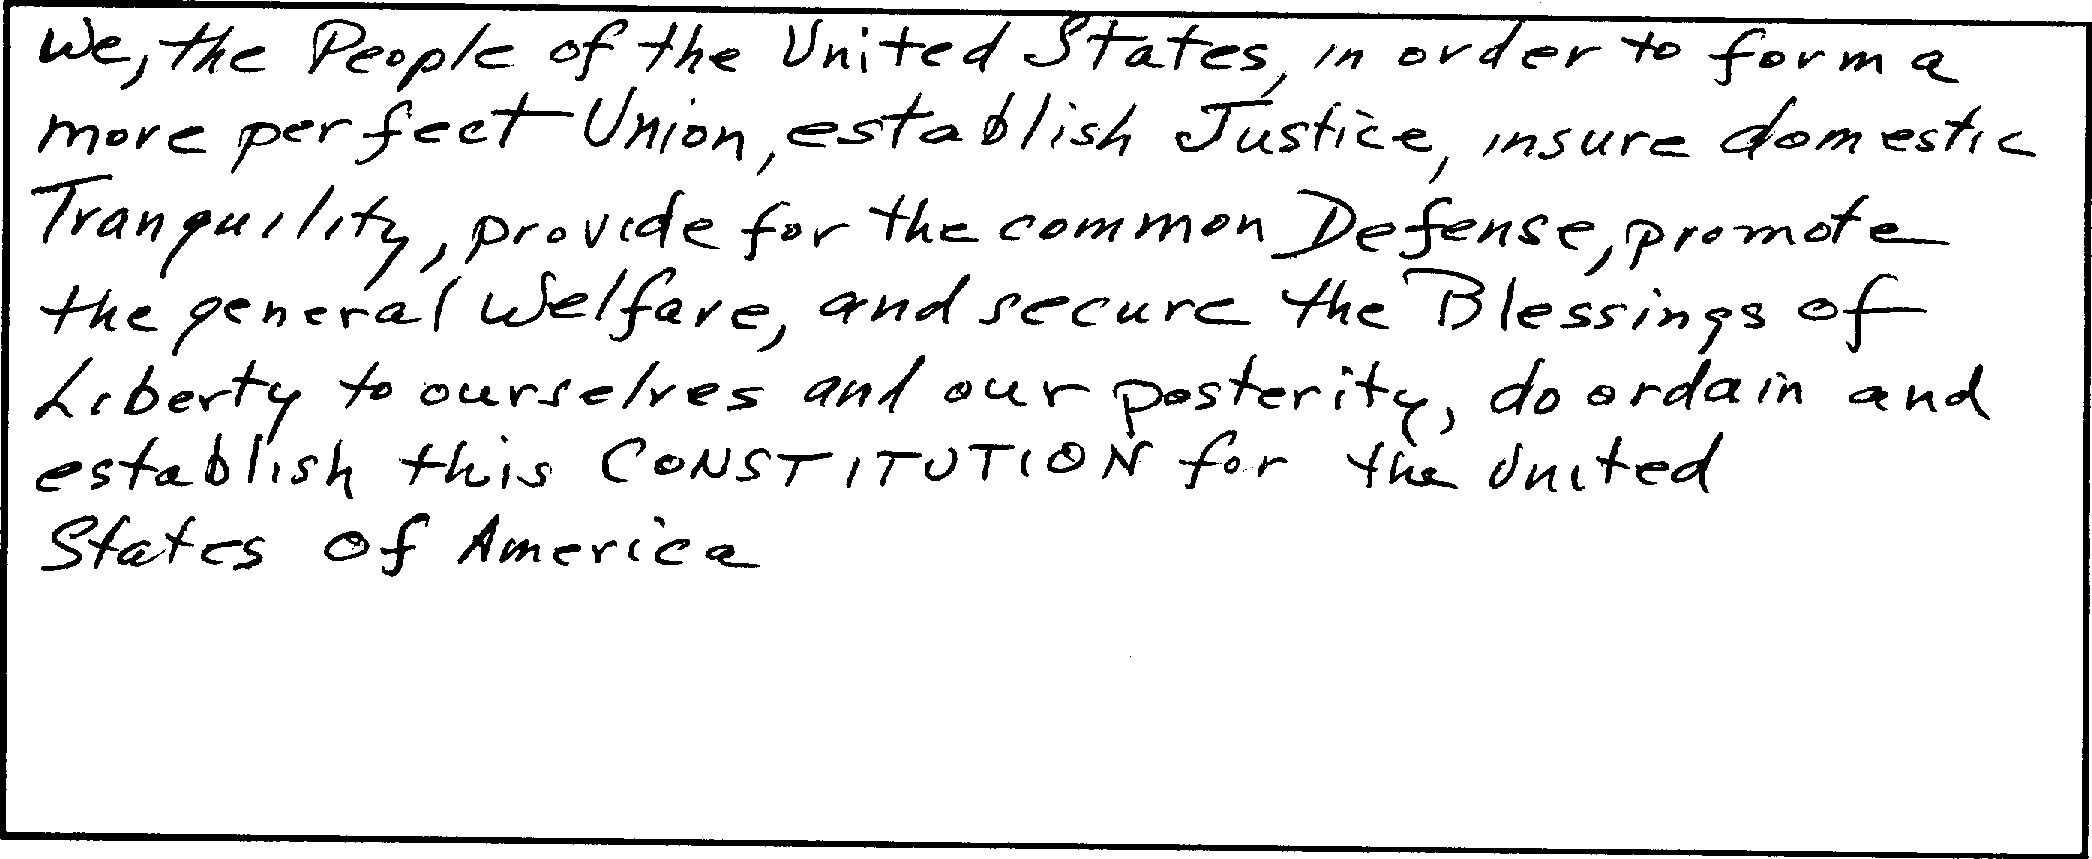 We, the People of the United States, in order to form a
more perfect Union, establish Justice, insure domestic
Tranquility, provide for the common Defense, promote
the general Welfare, and secure the Blessings of
Liberty to ourselves and our posterity, do ordain and
establish this CONSTITUTION for the United
States of America